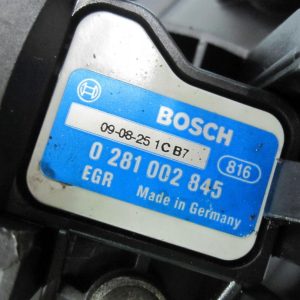 BOSCH
09-08-25 1C B7
0 281 002 845
816
EGR Made in Germany